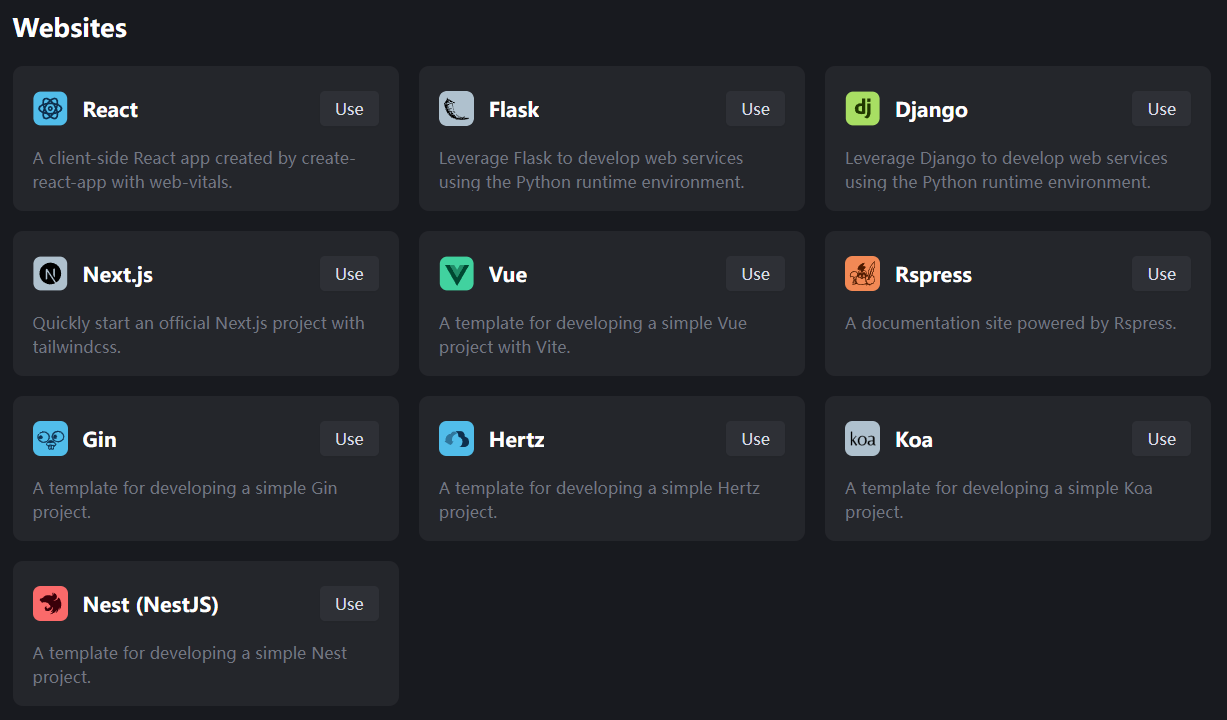 Websites
React
Use
A client-side React app created by create-
react-app with web-vitals.
Flask
Use
Leverage Flask to develop web services
using the Python runtime environment.
dj
Django
Use
Leverage Django to develop web services
using the Python runtime environment.
N
Next.js
Use
Quickly start an official Next.js project with
tailwindcss.
Vue
Use
A template for developing a simple Vue
project with Vite.
Rspress
Use
A documentation site powered by Rspress.
Gin
Use
A template for developing a simple Gin
project.
Hertz
Use
A template for developing a simple Hertz
project.
koa
Koa
Use
A template for developing a simple Koa
project.
Nest (NestJS)
Use
A template for developing a simple Nest
project.